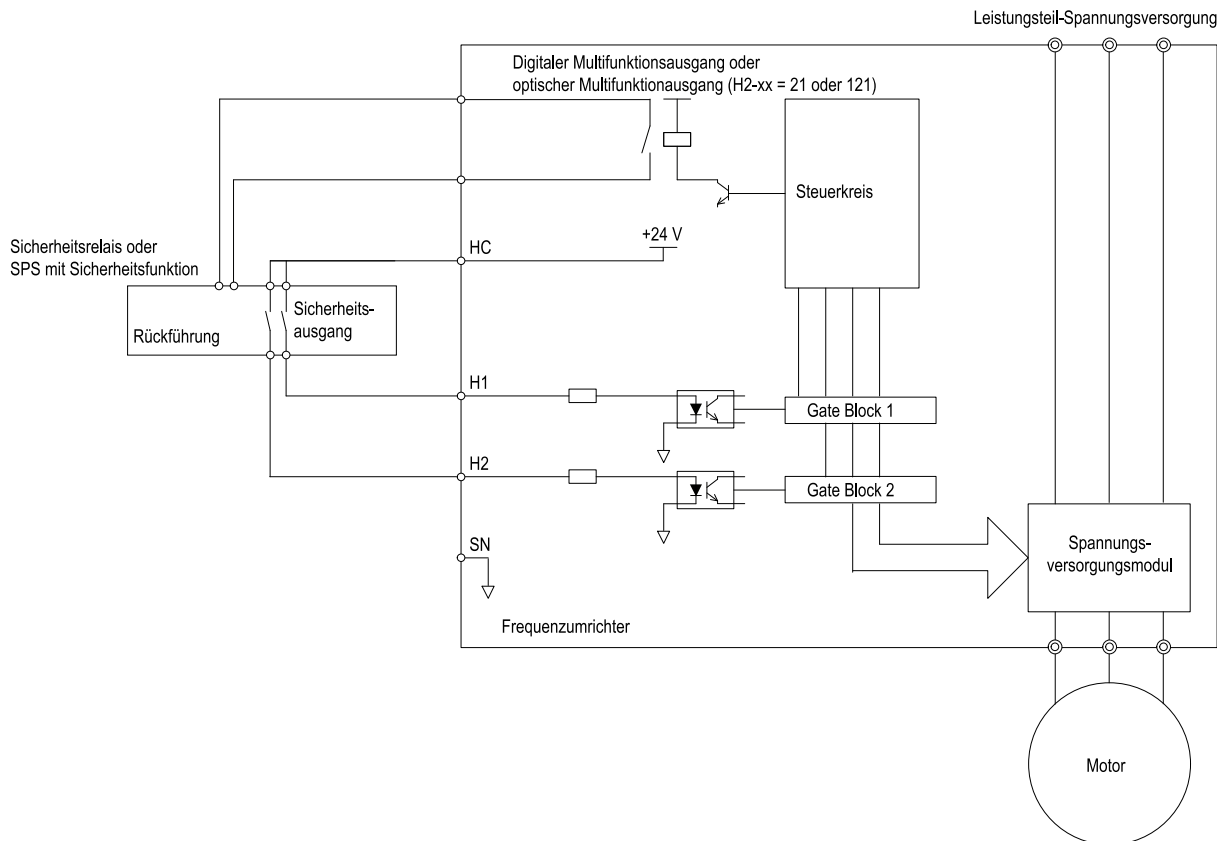 Leistungsteil-Spannungsversorgung
Digitaler Multifunktionsausgang oder
optischer Multifunktionausgang (H2-xx = 21 oder 121)
Steuerkreis
+24 V
HC
Sicherheitsrelais oder
SPS mit Sicherheitsfunktion
Sicherheits-
ausgang
Rückführung
H1
Gate Block 1
H2
Gate Block 2
SN
Spannungs-
versorgungsmodul
Frequenzumrichter
Motor